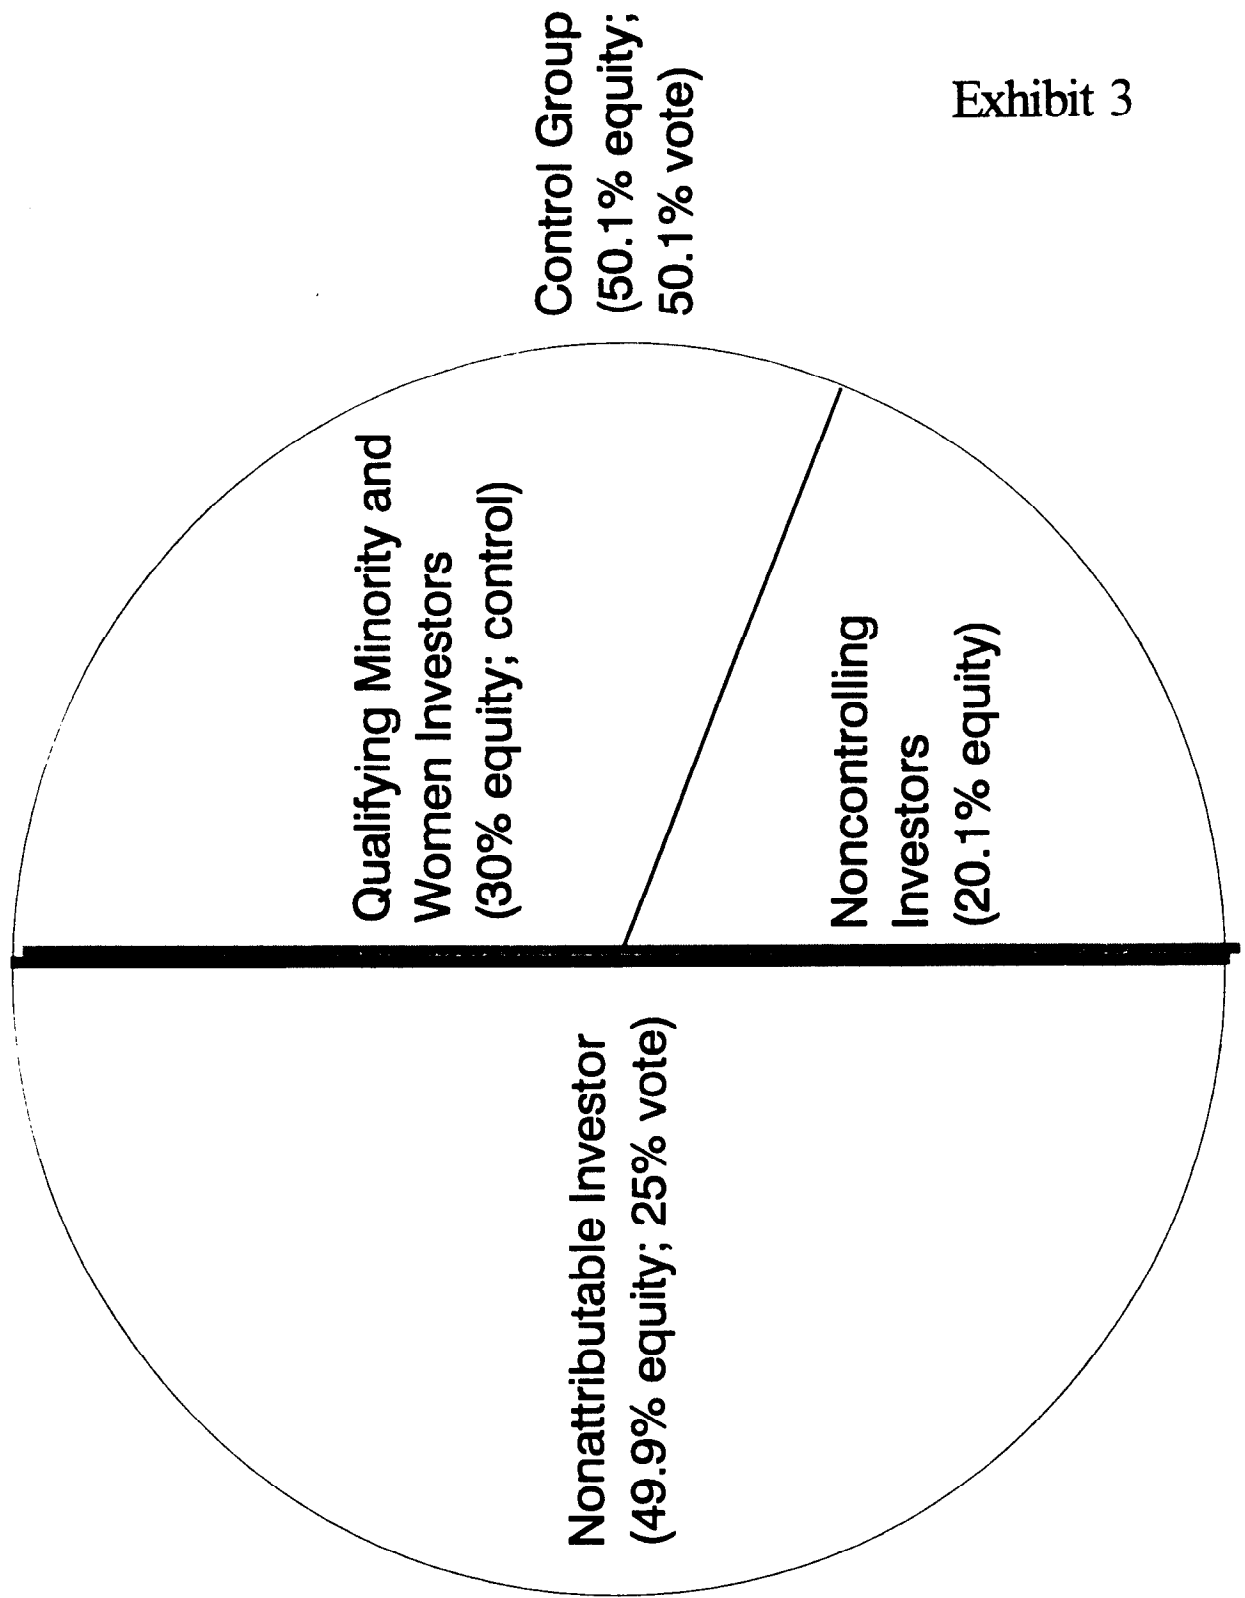 Exhibit 3
Control Group
(50.1% equity;
50.1% vote)
Qualifying Minority and
Women Investors
(30% equity; control)
Noncontrolling
Investors
(20.1% equity)
Nonattributable Investor
(49.9% equity; 25% vote)